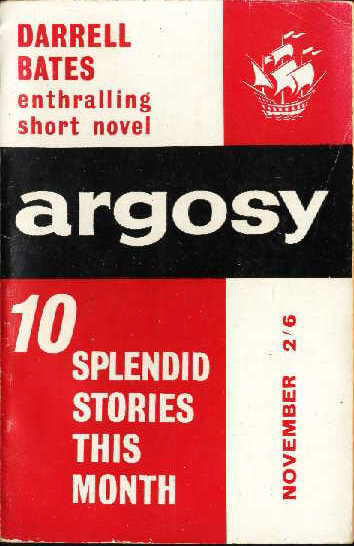 DARRELL
BATES
enthralling
short novel
argosy
10
SPLENDID
STORIES
THIS
MONTH
NOVEMBER 2/6